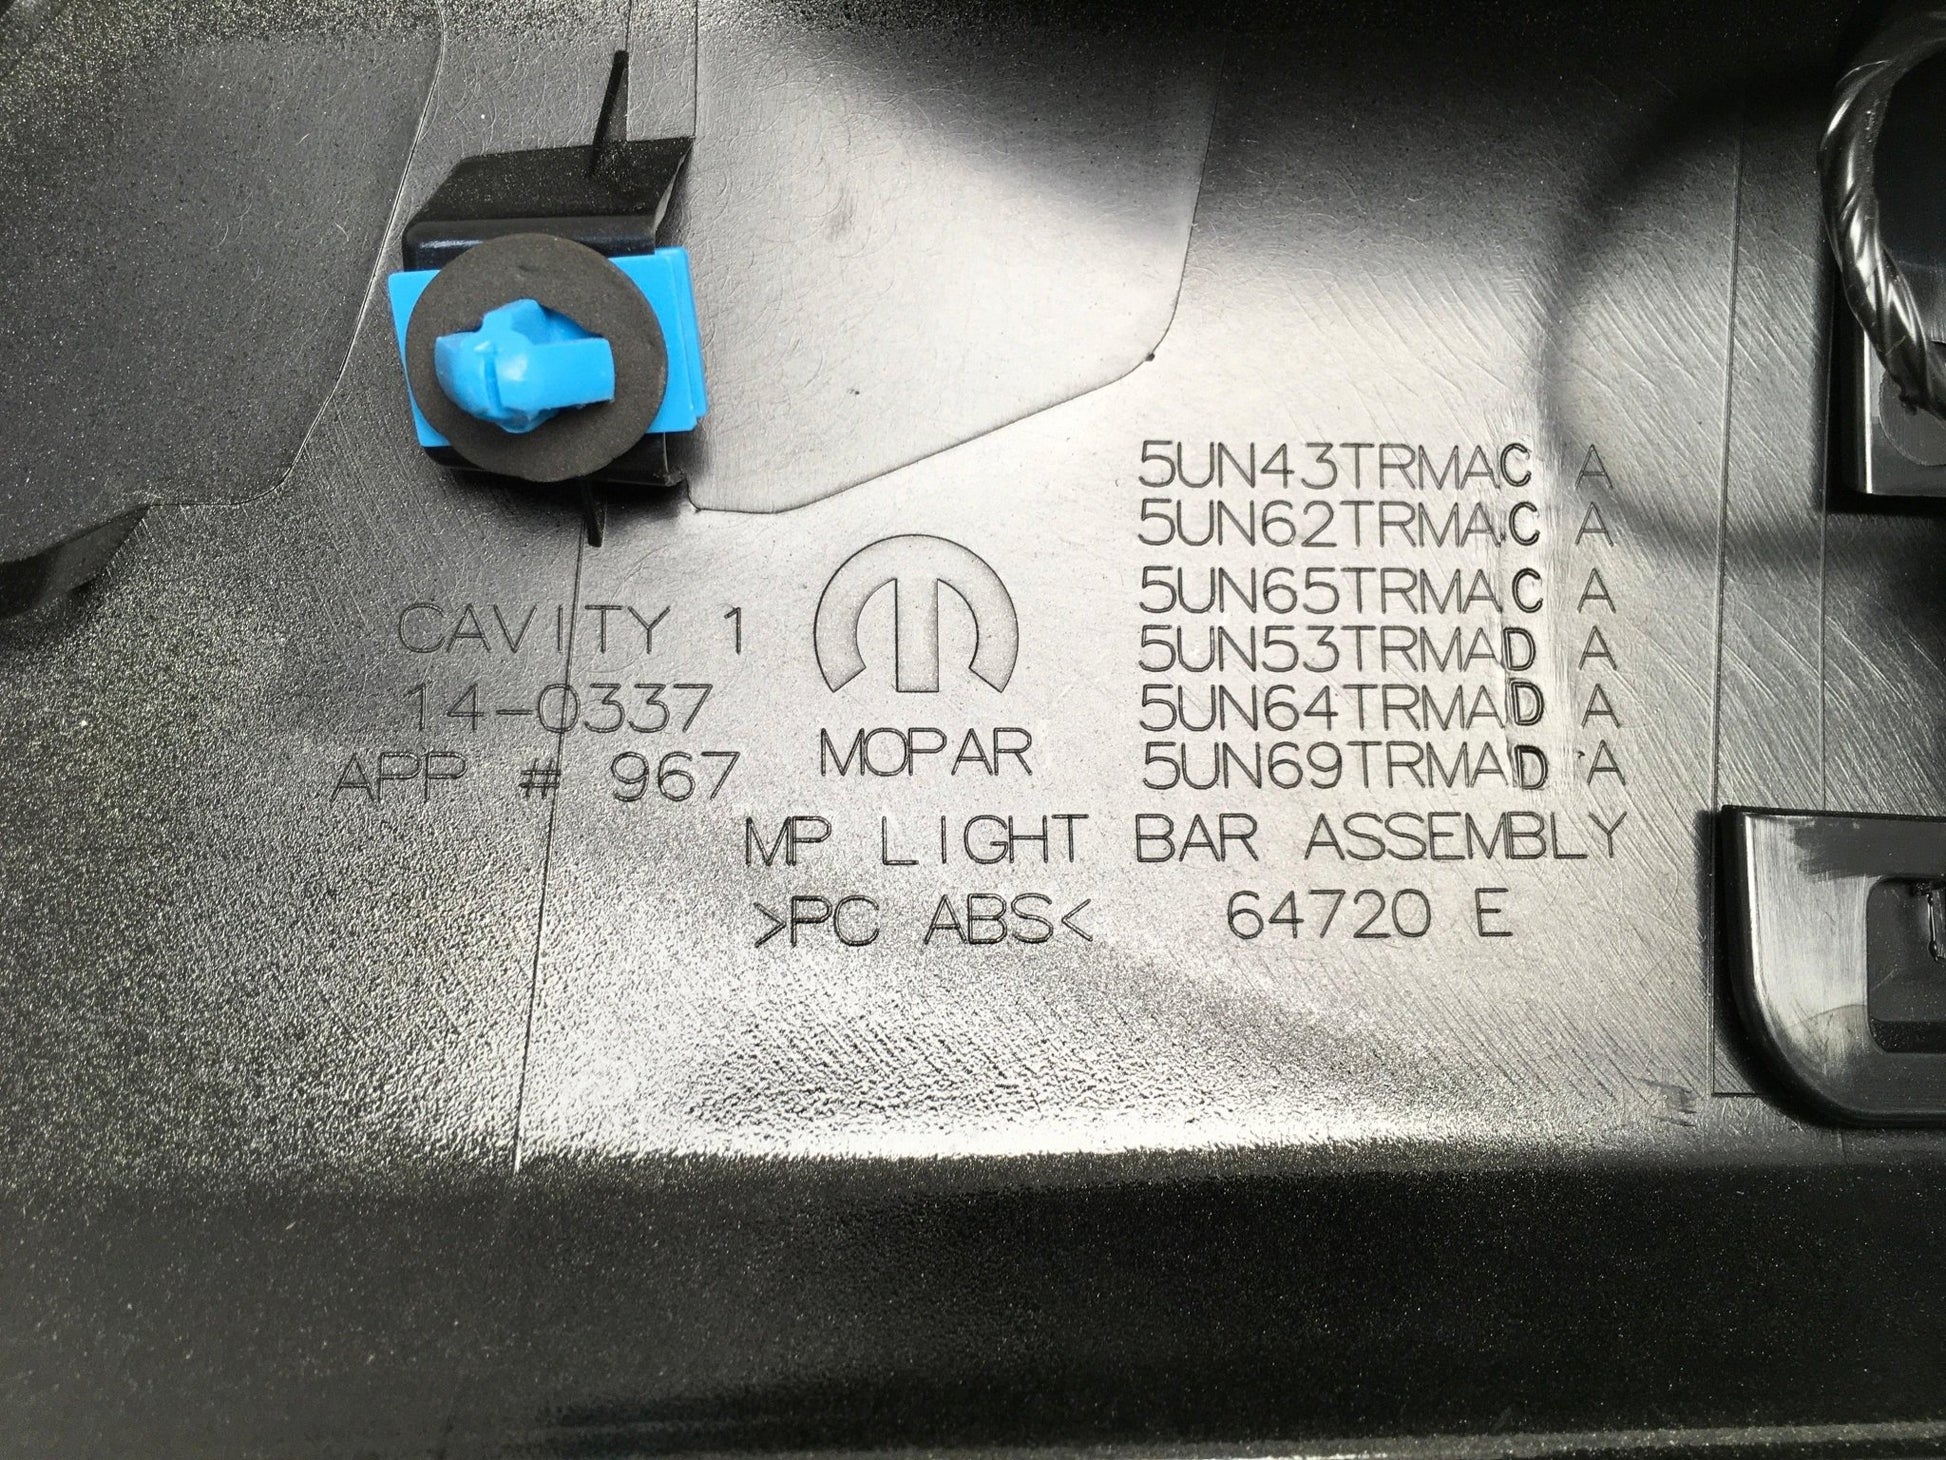 5UN43TRMAC A
5UN62TRMAC A
5UN65TRMAC A
5UN53TRMAD A
5UN64TRMAD A
5UN69TRMAD A
CAVITY 1
14-0337
APP # 967
MOPAR
MP LIGHT BAR ASSEMBLY
>PC ABS< 64720 E